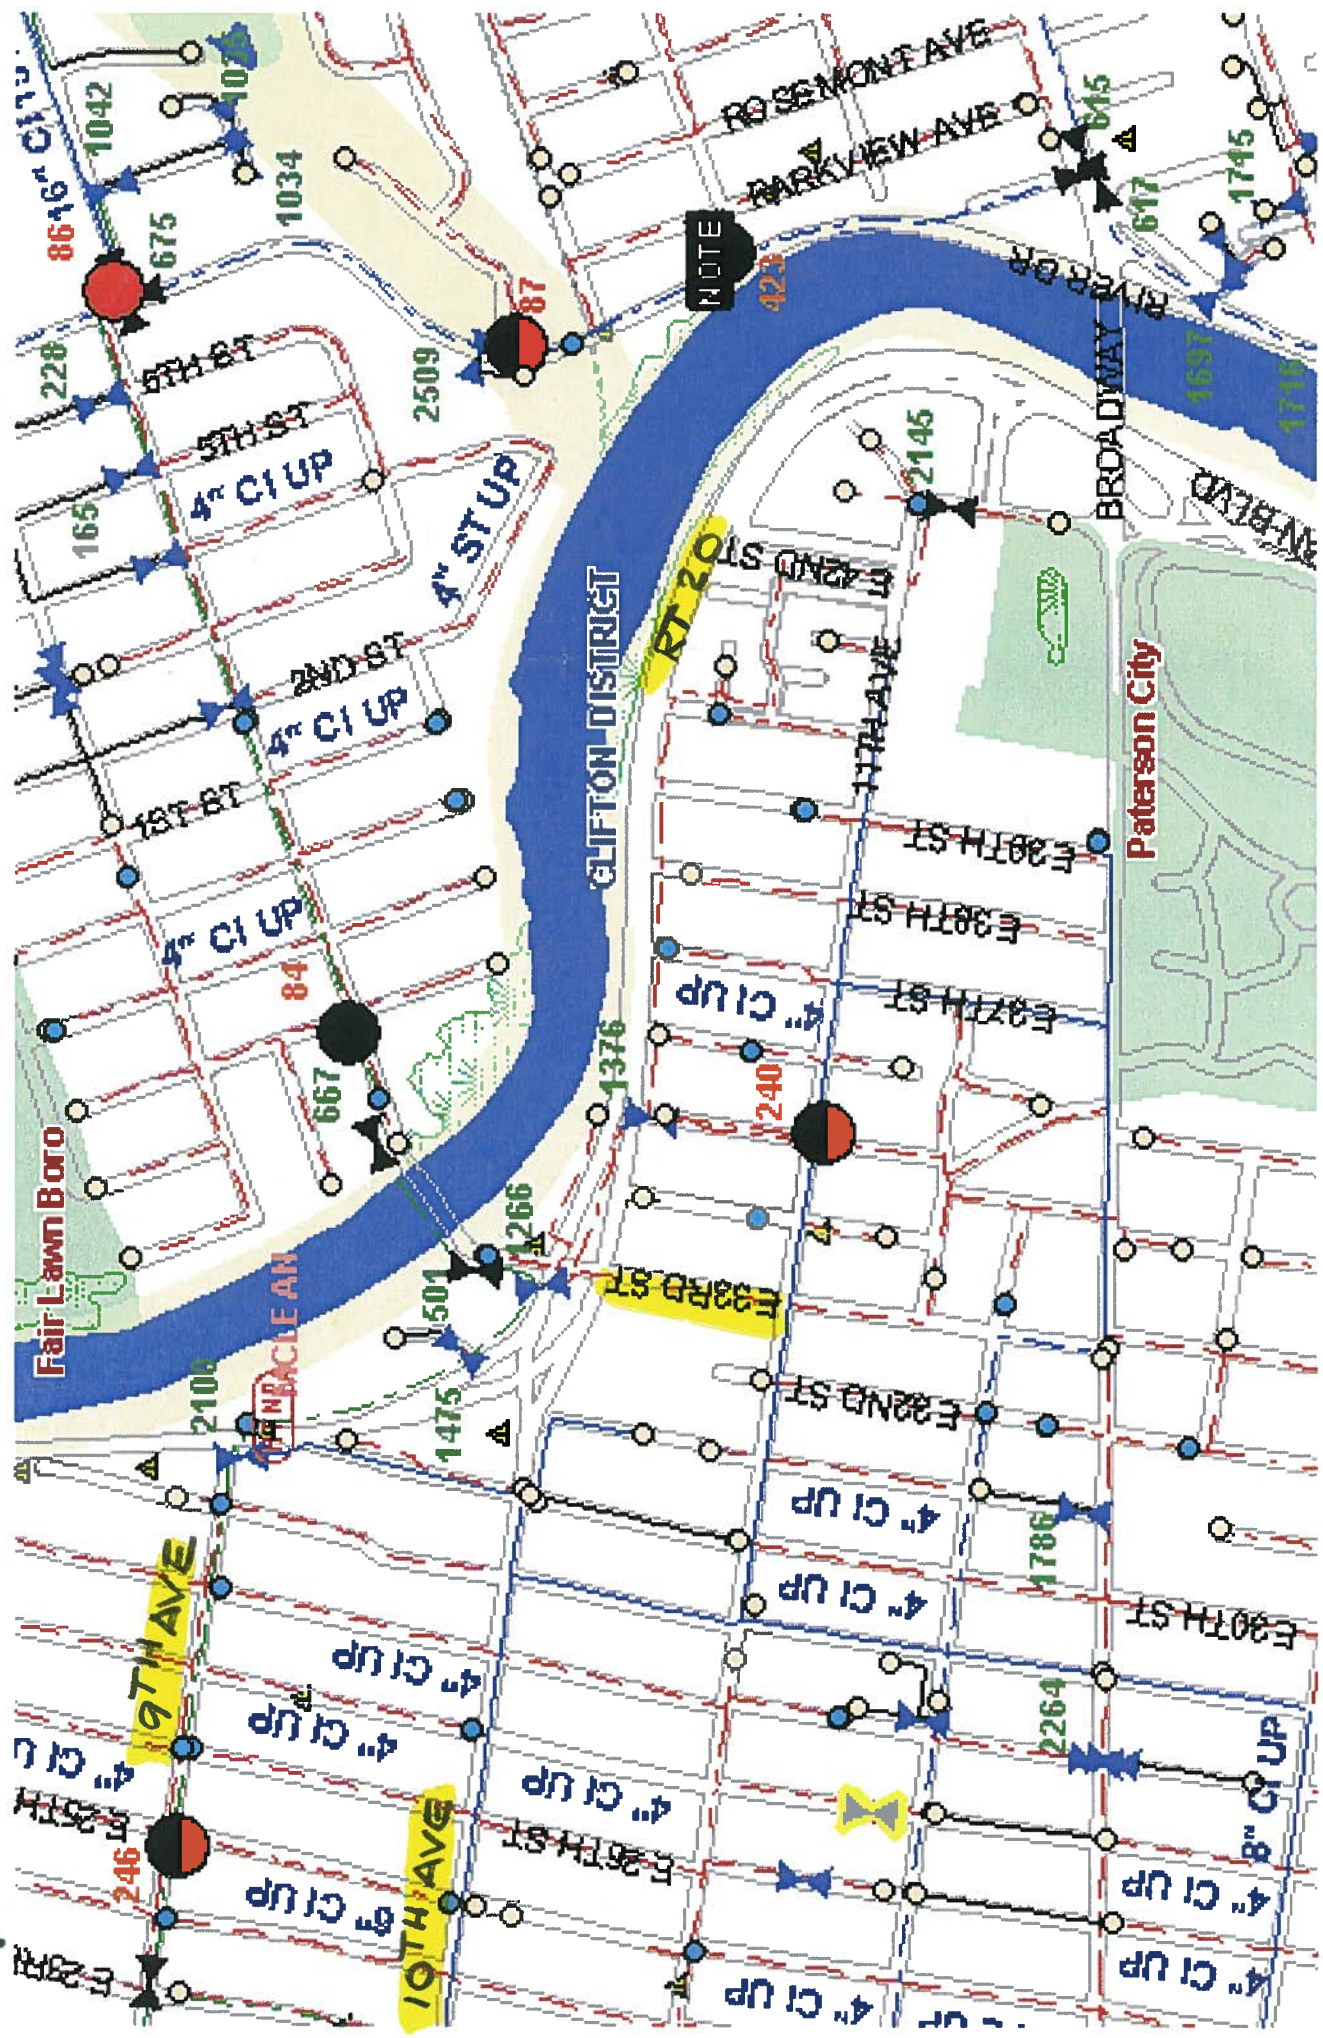 1042
675
1034
228
6TH ST
5TH ST
4" CI UP
165
2509
87
4" ST UP
ROSEMONT AVE
PARKVIEW AVE
615
617
1715
NOTE
423
RIVER DR
1697
1716
BROADWAY
2145
2ND ST
4" CI UP
1ST ST
4" CI UP
84
667
CLIFTON DISTRICT
RT 20
E 42ND ST
11TH AVE
Paterson City
E 39TH ST
E 38TH ST
E 37TH ST
4" CI UP
1376
240
Fair Lawn Boro
1266
501
E 33RD ST
2100
1475
E 32ND ST
4" CI UP
4" CI UP
1786
E 30TH ST
9TH AVE
4" CI UP
4" CI UP
4" CI UP
E 25TH
246
6" CI UP
10TH AVE
4" CI UP
E 26TH ST
2264
8" CI UP
4" CI UP
4" CI UP
4" CI UP